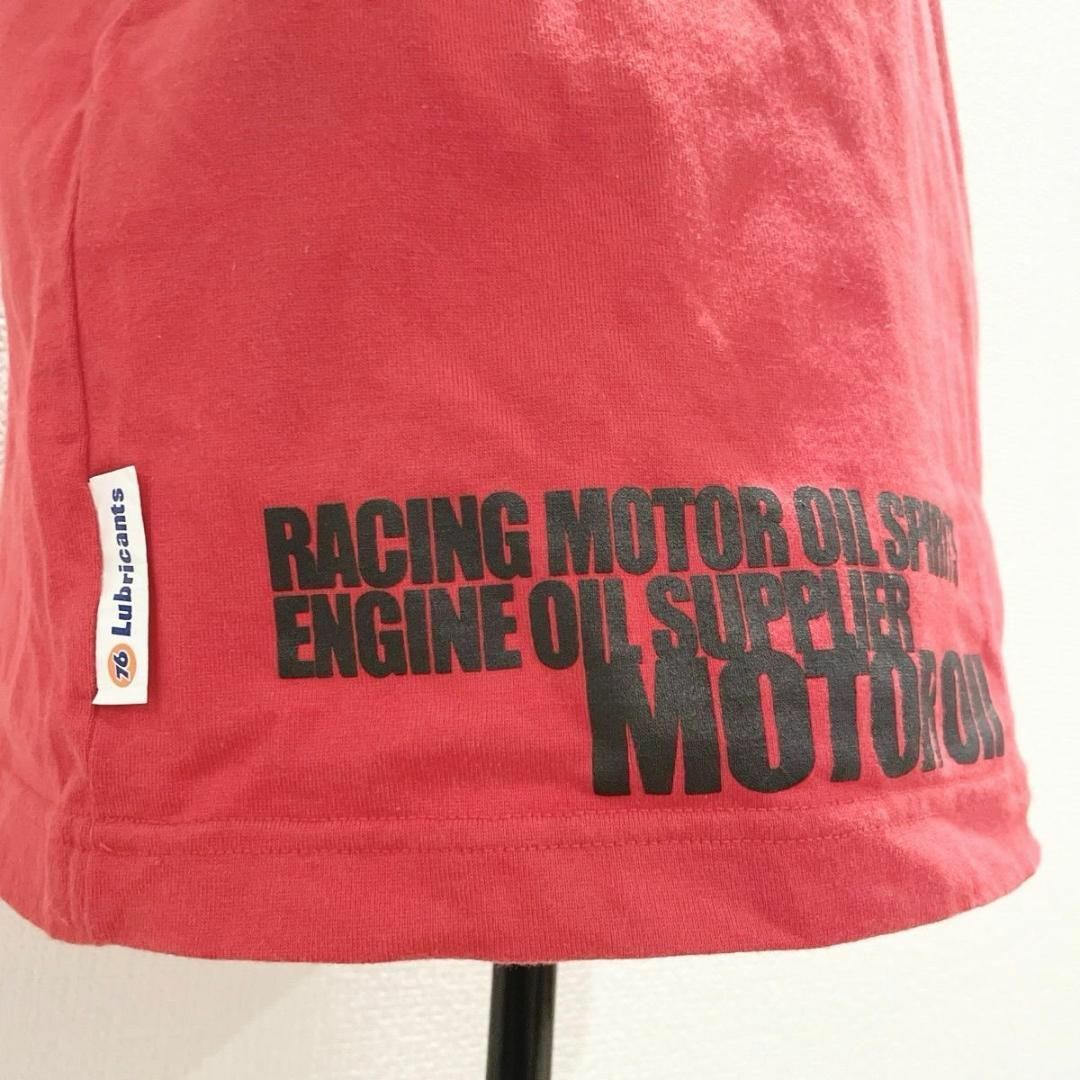 76 Lubricants
RACING MOTOR OIL SPIRITS
ENGINE OIL SUPPLIER
MOTOR OIL